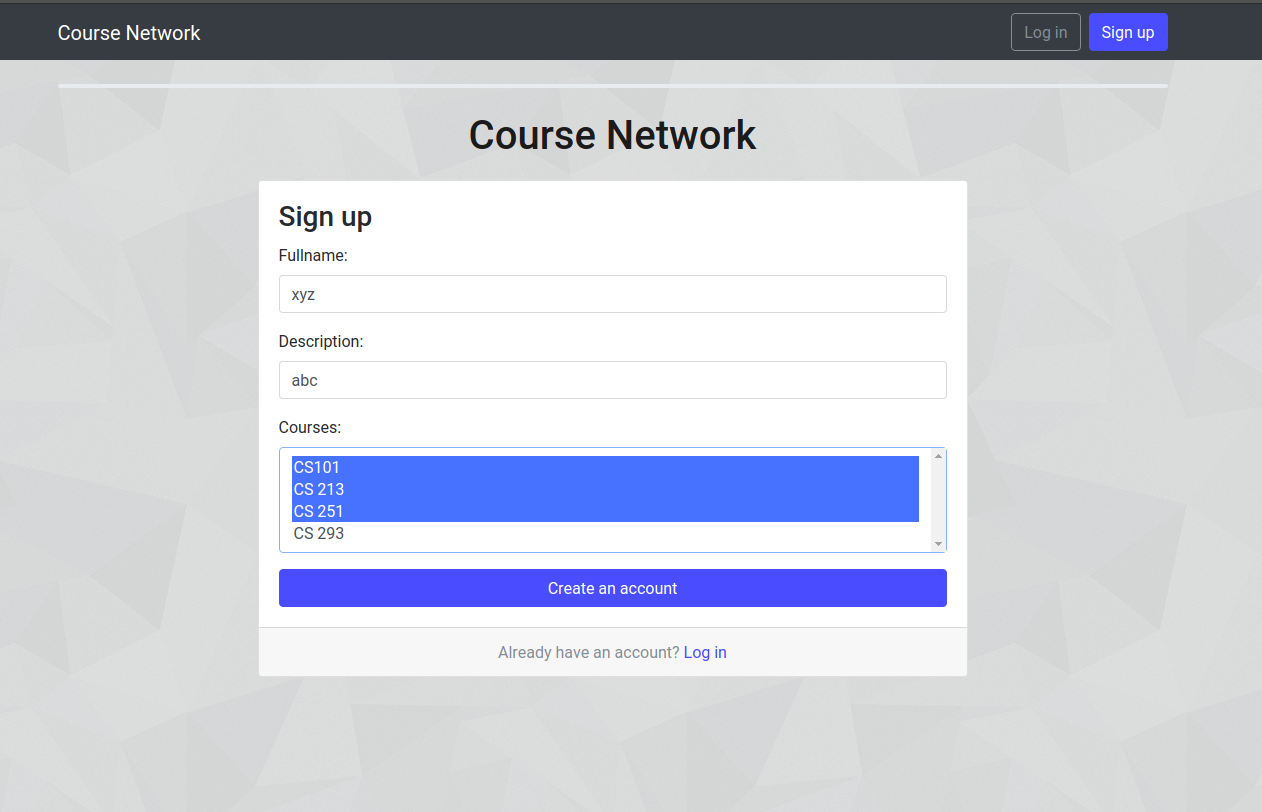 Course Network
Log in
Sign up
Course Network
Sign up
Fullname:
xyz
Description:
abc
Courses:
CS101
CS 213
CS 251
CS 293
Create an account
Already have an account? Log in